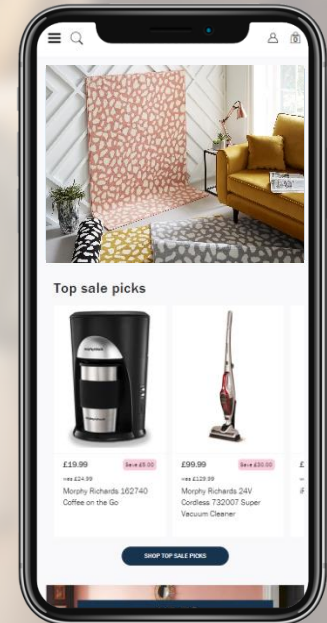 0
Top sale picks
£19.99
Save £5.00
was £24.99
Morphy Richards 162740
Coffee on the Go
£99.99
Save £30.00
was £129.99
Morphy Richards 24V
Cordless 732007 Super
Vacuum Cleaner
£
SHOP TOP SALE PICKS